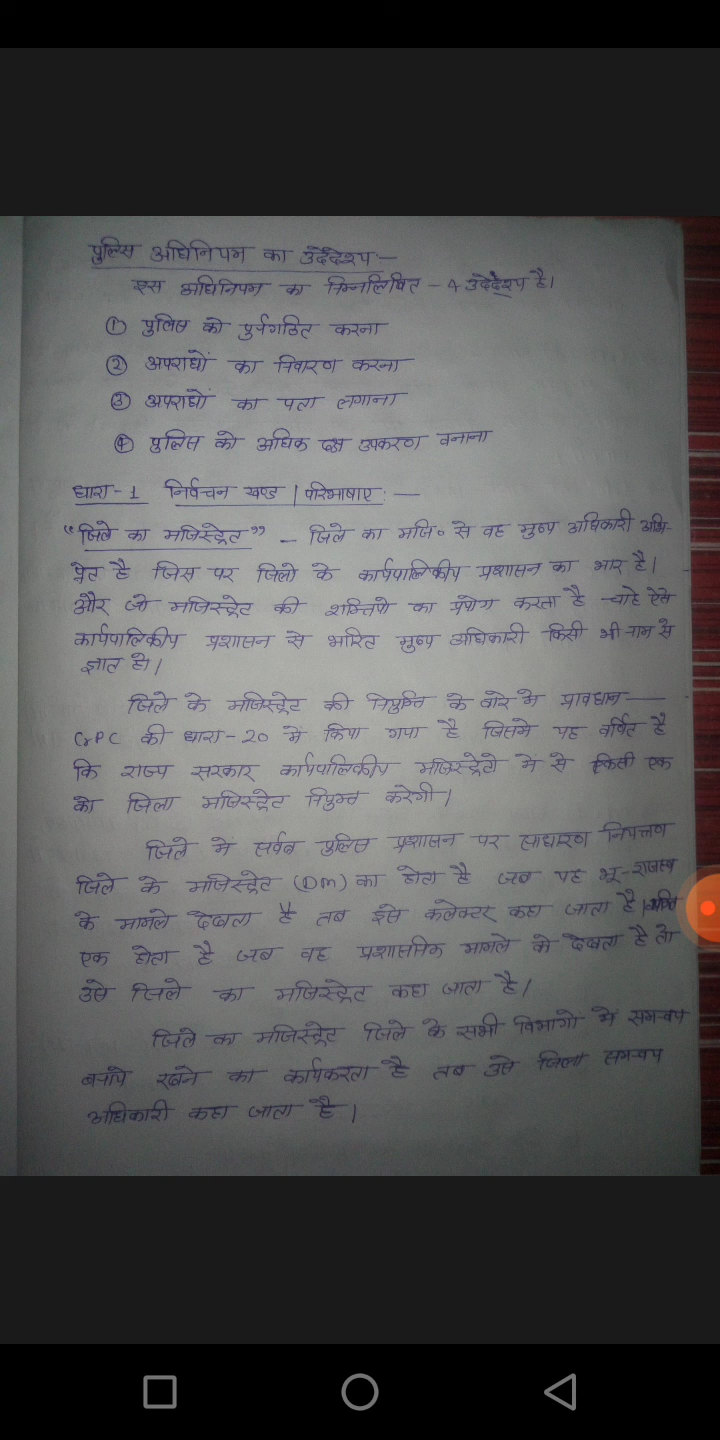 पुलिस अधिनियम का उद्देश्य:—
इस अधिनियम का निम्नलिखित - 4 उद्देश्य है।
① पुलिस को पुर्नगठित करना
② अपराधों का निवारण करना
③ अपराधों का पता लगाना
④ पुलिस को अधिक दक्ष उपकरण बनाना
धारा-1 निर्वचन खण्ड | परिभाषाए:—
"जिले का मजिस्ट्रेट" – जिले का मजि० से वह मुख्य अधिकारी अभि-
प्रेत है जिस पर जिले के कार्यपालिकीय प्रशासन का भार है।
और जो मजिस्ट्रेट की शक्तियों का प्रयोग करता है चाहे ऐसे
कार्यपालिकीय प्रशासन से भारित मुख्य अधिकारी किसी भी नाम से
ज्ञात हो।
जिले के मजिस्ट्रेट की नियुक्ति के बारे में प्रावधान —
CrPC की धारा-20 में किया गया है जिसमे यह वर्णित है
कि राज्य सरकार कार्यपालिकीय मजिस्ट्रेटो में से किसी एक
को जिला मजिस्ट्रेट नियुक्त करेगी।
जिले में सर्वत्र पुलिस प्रशासन पर साधारण नियंत्रण
जिले के मजिस्ट्रेट (DM) का होता है जब यह भू-राजस्व
के मामले देखता है तब इसे कलेक्टर कहा जाता है।
एक होता है जब वह प्रशासनिक मामले को देखता है तो
उसे जिले का मजिस्ट्रेट कहा जाता है।
जिले का मजिस्ट्रेट जिले के सभी विभागो में समन्वय
बनाये रखने का कार्यकरता है तब उसे जिला समन्वय
अधिकारी कहा जाता है।